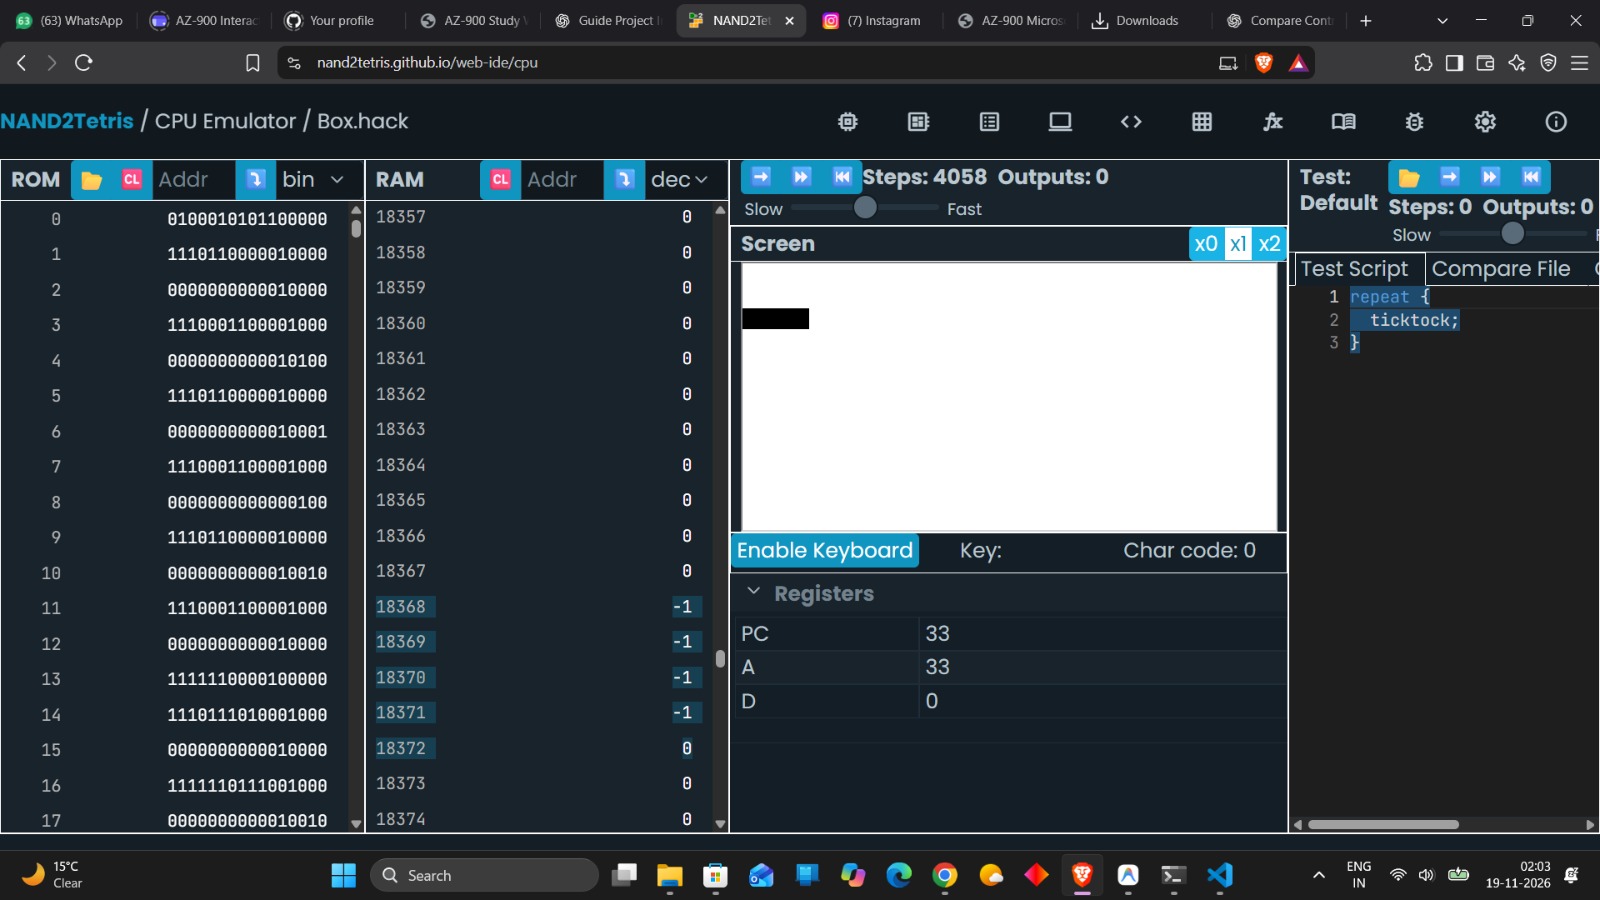 (63) WhatsApp
AZ-900 Interac
Your profile
AZ-900 Study
Guide Project
NAND2Tet
(7) Instagram
AZ-900 Micros
Downloads
Compare Cont
nand2tetris.github.io/web-ide/cpu
NAND2Tetris / CPU Emulator / Box.hack
ROM CL Addr bin
0 0100010101100000
1 1110110000010000
2 0000000000010000
3 1110001100001000
4 0000000000010100
5 1110110000010000
6 0000000000010001
7 1110001100001000
8 0000000000000100
9 1110110000010000
10 0000000000010010
11 1110001100001000
12 0000000000010000
13 1111110000100000
14 1110111010001000
15 0000000000010000
16 1111110111001000
17 0000000000010010
RAM CL Addr dec
18357 0
18358 0
18359 0
18360 0
18361 0
18362 0
18363 0
18364 0
18365 0
18366 0
18367 0
18368 -1
18369 -1
18370 -1
18371 -1
18372 0
18373 0
18374 0
Steps: 4058 Outputs: 0
Slow Fast
Screen x0 x1 x2
Enable Keyboard Key: Char code: 0
Registers
PC 33
A 33
D 0
Test:
Default
Steps: 0 Outputs: 0
Slow
Test Script Compare File
1 repeat {
2 ticktock;
3 }
15°C
Clear
Search
ENG
IN
02:03
19-11-2026